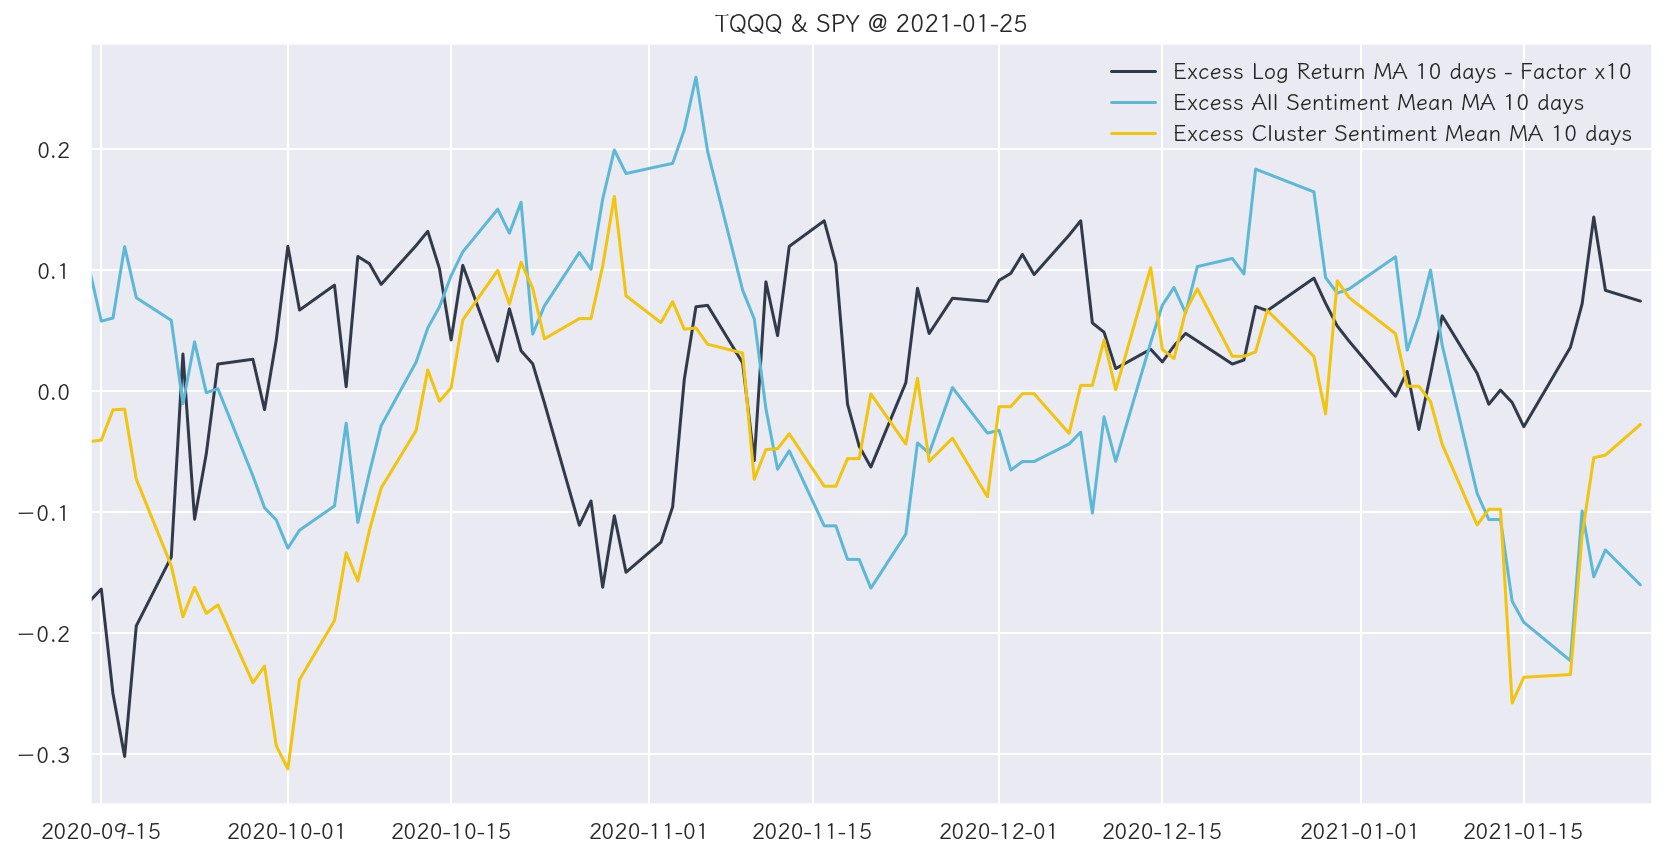 TQQQ & SPY @ 2021-01-25
Excess Log Return MA 10 days - Factor x10
Excess All Sentiment Mean MA 10 days
Excess Cluster Sentiment Mean MA 10 days
0.2
0.1
0.0
−0.1
−0.2
−0.3
2020-09-15 2020-10-01 2020-10-15 2020-11-01 2020-11-15 2020-12-01 2020-12-15 2021-01-01 2021-01-15